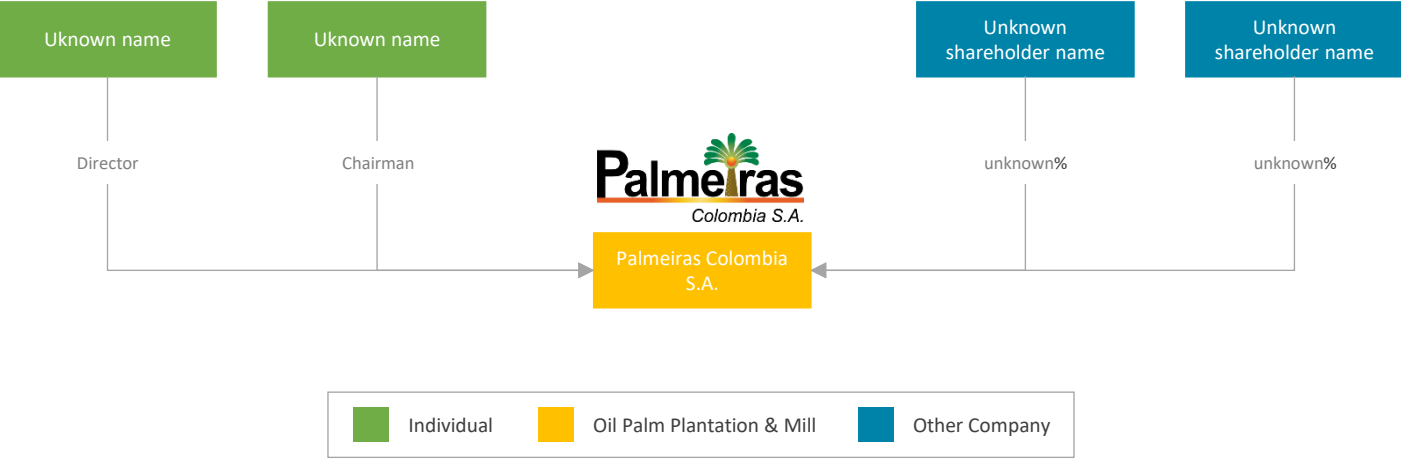 Uknown name
Uknown name
Unknown
shareholder name
Unknown
shareholder name
Director
Chairman
unknown%
unknown%
Palmeiras
Colombia S.A.
Palmeiras Colombia
S.A.
Individual
Oil Palm Plantation & Mill
Other Company